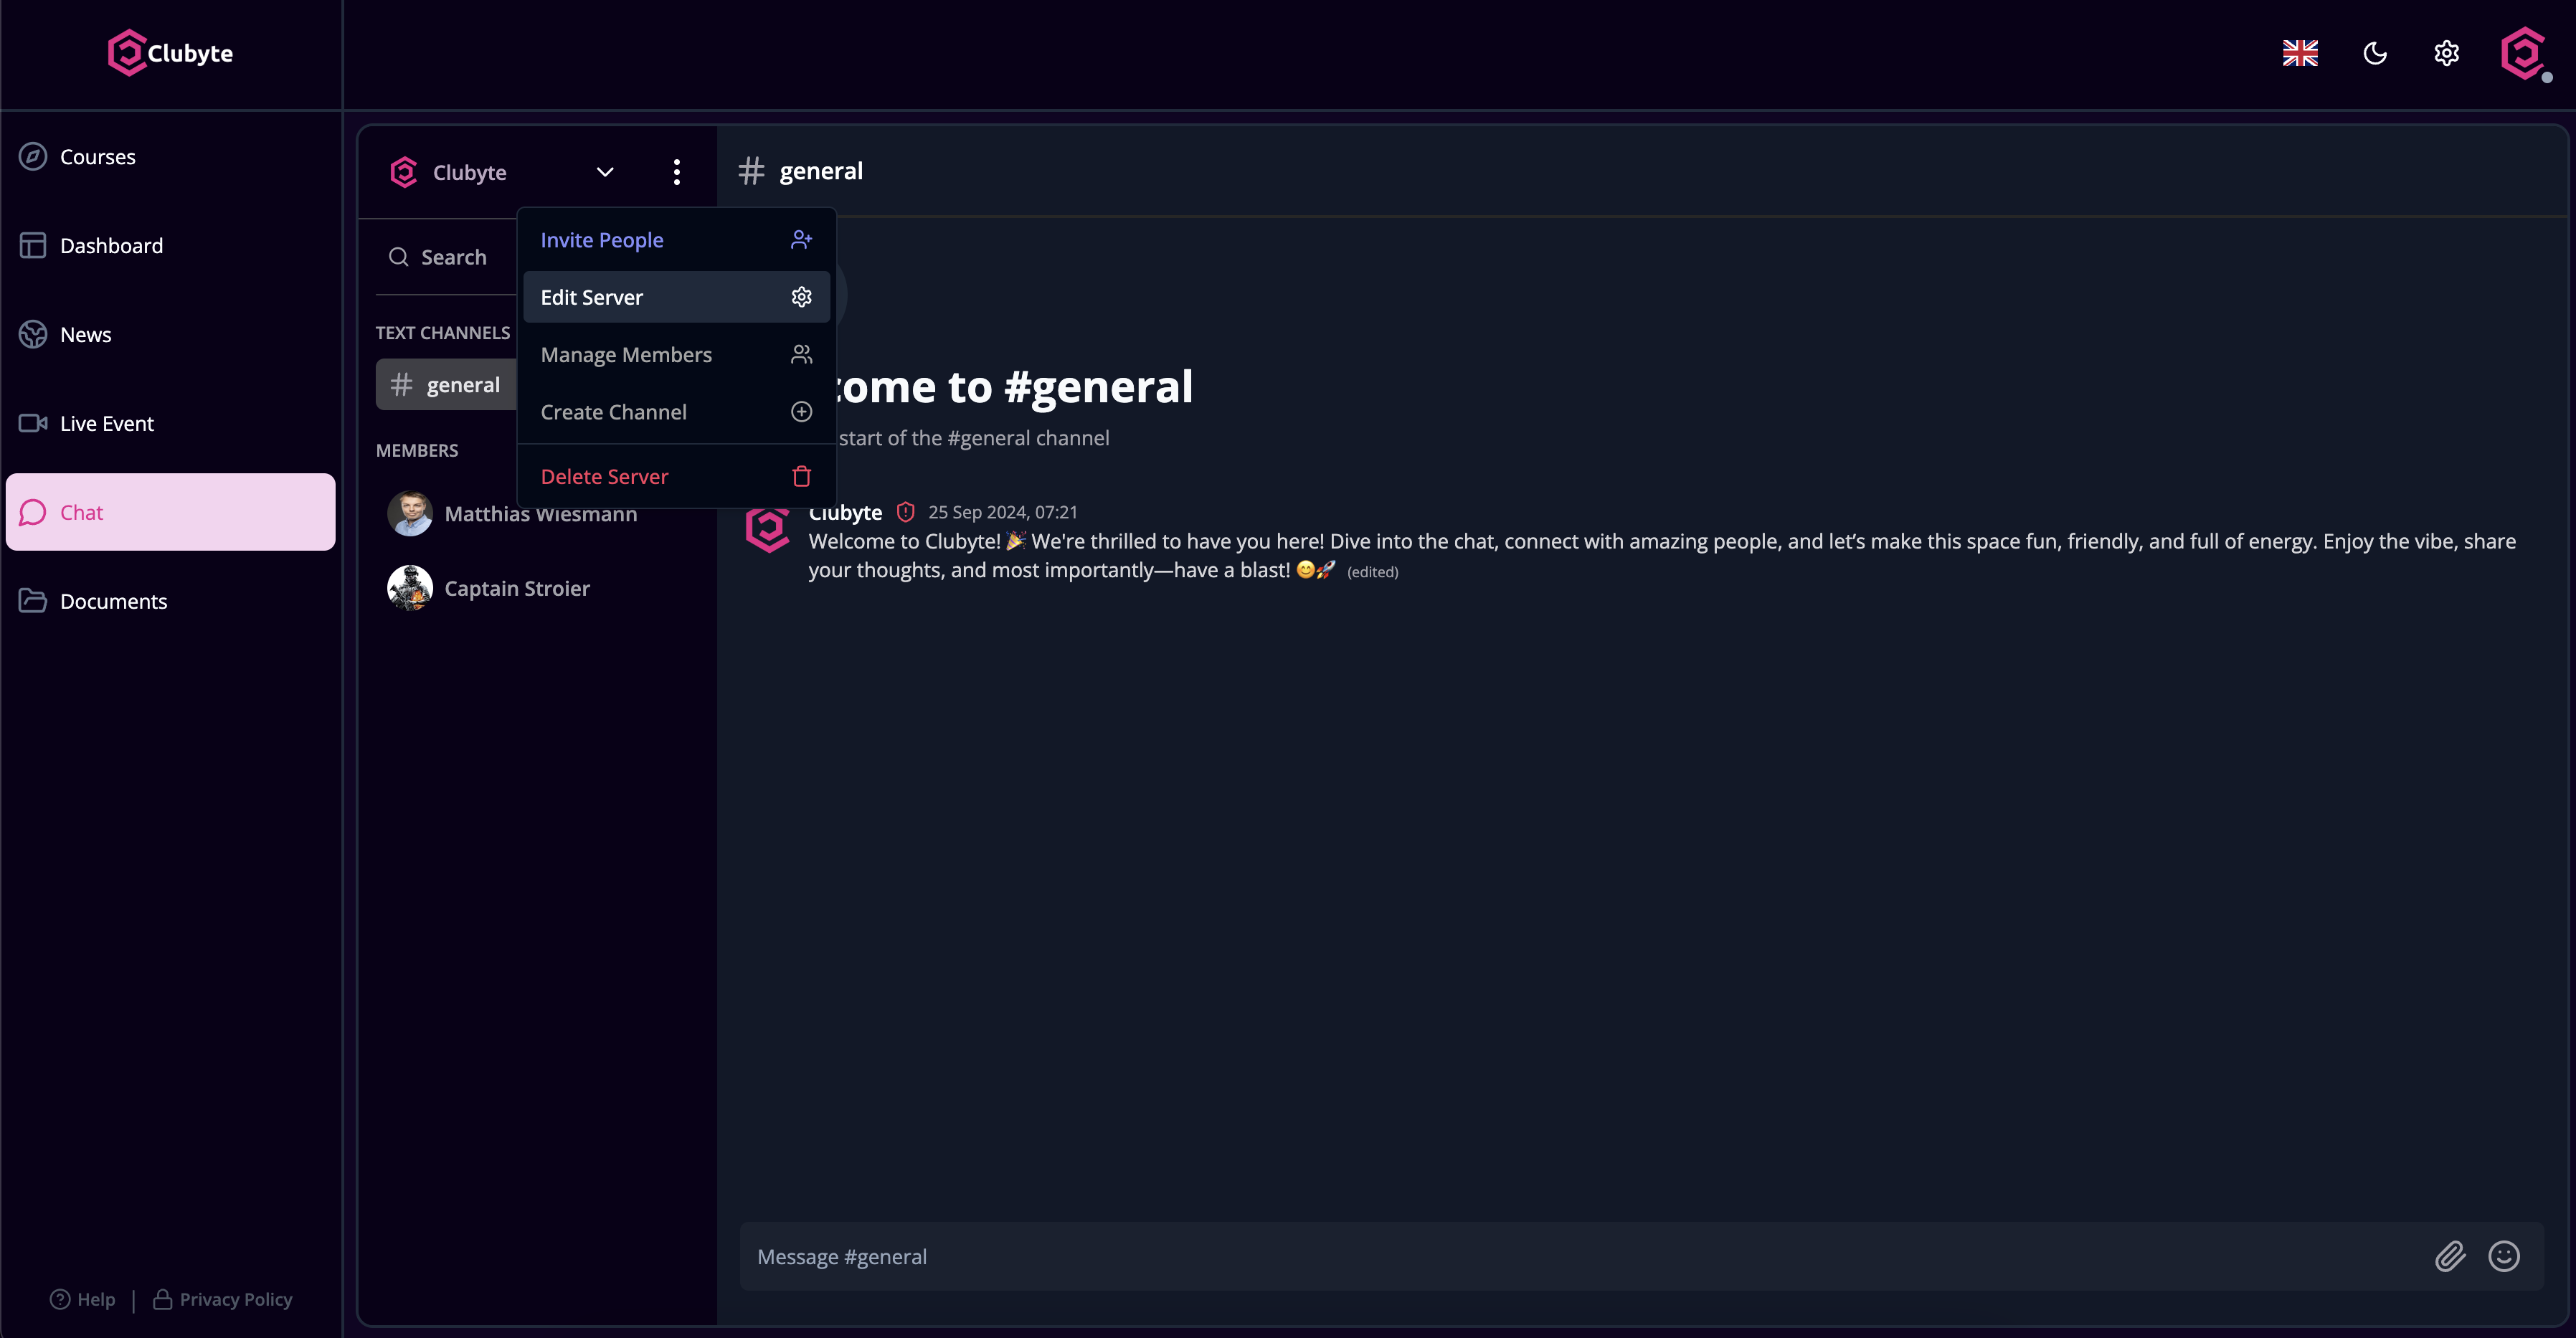 Clubyte
Courses
Dashboard
News
Live Event
Chat
Documents
Help | Privacy Policy
Clubyte
Search
TEXT CHANNELS
# general
MEMBERS
Matthias Wiesmann
Captain Stroier
Invite People
Edit Server
Manage Members
Create Channel
Delete Server
# general
to #general
start of the #general channel
Clubyte 25 Sep 2024, 07:21
Welcome to Clubyte! 🎉 We're thrilled to have you here! Dive into the chat, connect with amazing people, and let’s make this space fun, friendly, and full of energy. Enjoy the vibe, share
your thoughts, and most importantly—have a blast! 😊🚀 (edited)
Message #general